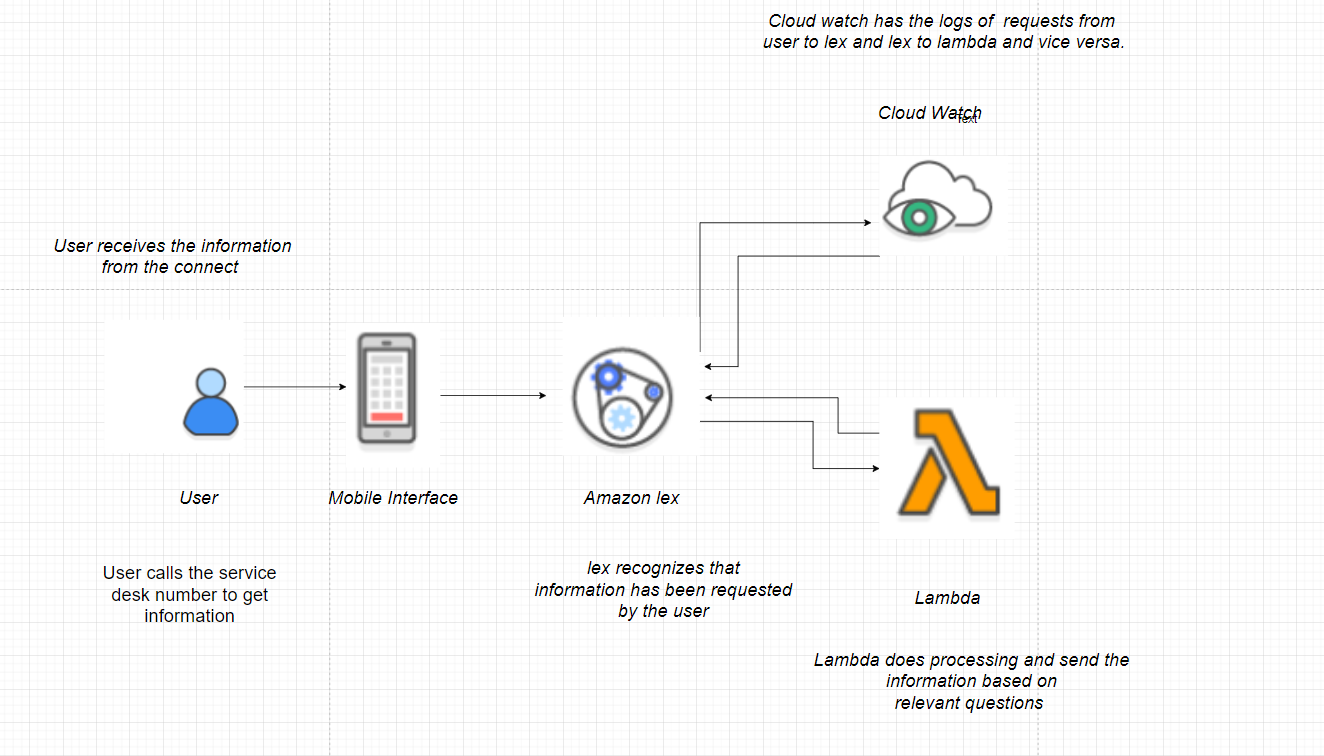 Cloud watch has the logs of  requests from
user to lex and lex to lambda and vice versa.
Cloud Watch
Text
User receives the information
from the connect
User
Mobile Interface
Amazon lex
User calls the service
desk number to get
information
lex recognizes that
information has been requested
by the user
Lambda
Lambda does processing and send the
information based on
relevant questions